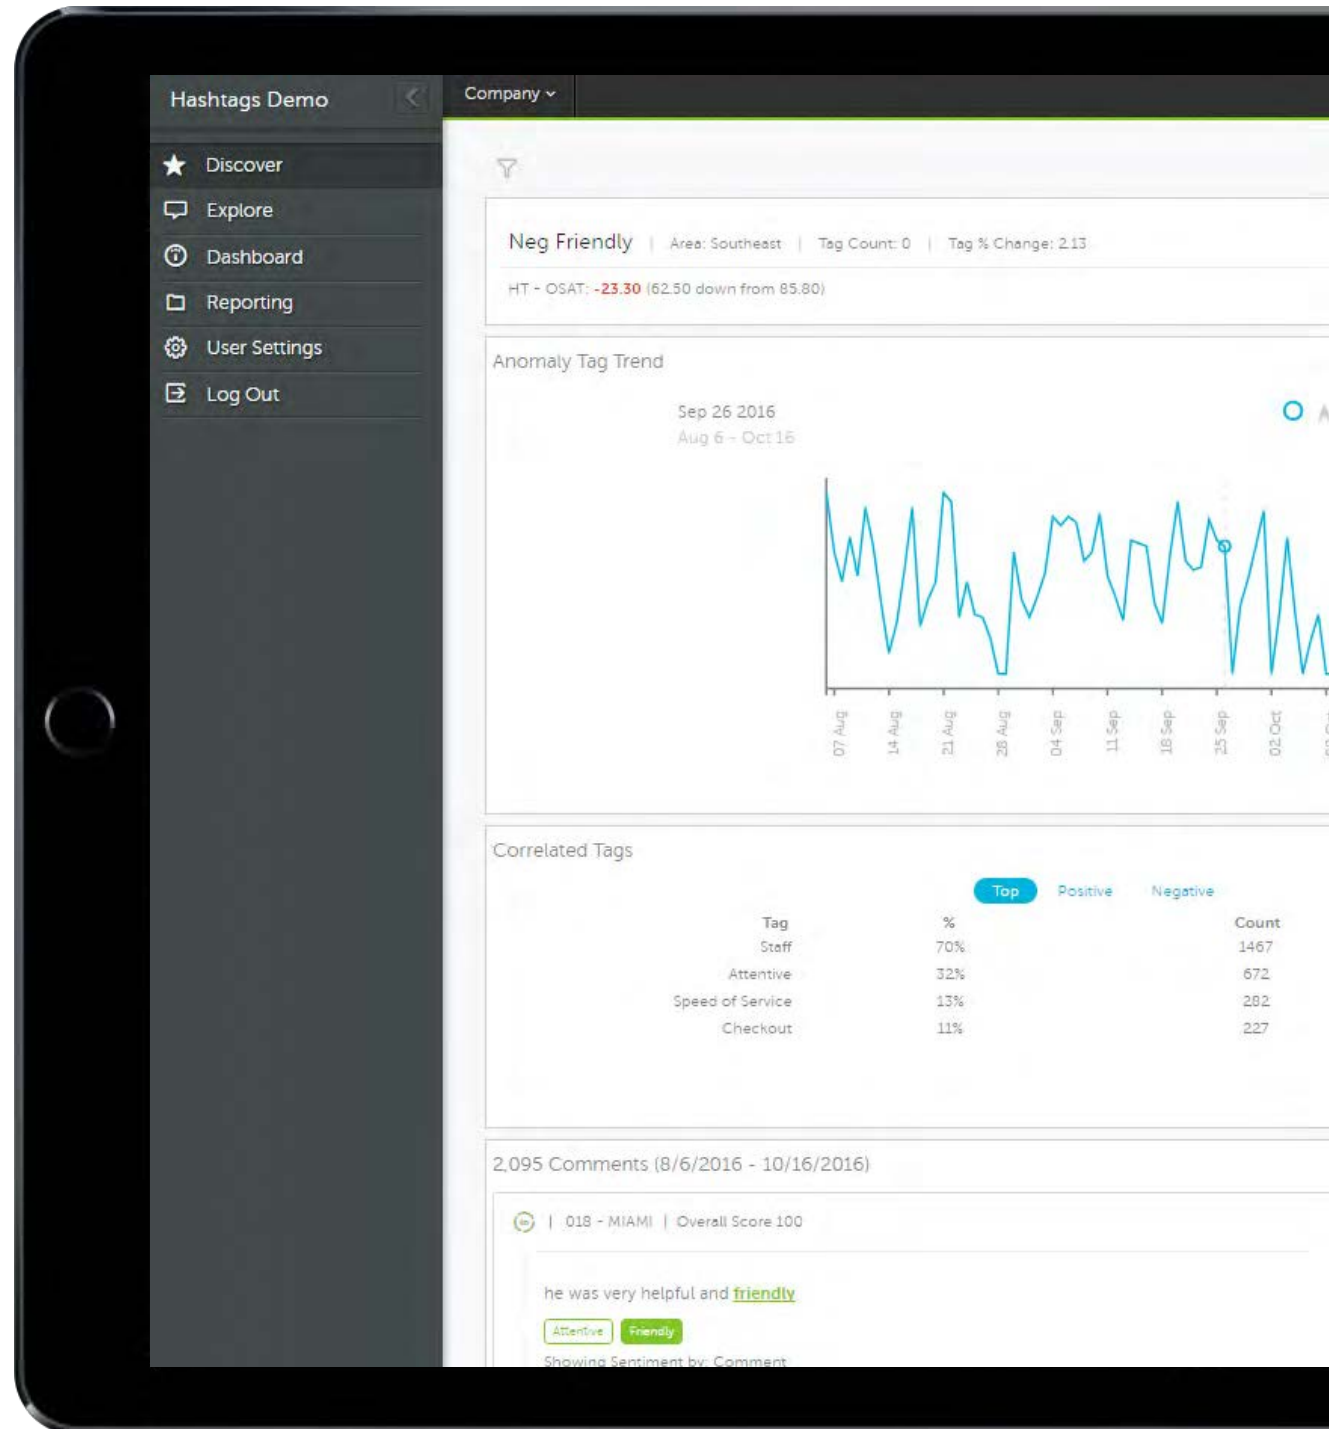 Hashtags Demo
Company
Discover
Explore
Dashboard
Reporting
User Settings
Log Out
Neg Friendly | Area: Southeast | Tag Count: 0 | Tag % Change: 2.13
HT - OSAT: -23.30 (62.50 down from 85.80)
Anomaly Tag Trend
Sep 26 2016
Aug 6 - Oct 16
07 Aug
14 Aug
21 Aug
28 Aug
04 Sep
11 Sep
18 Sep
25 Sep
02 Oct
Correlated Tags
Top Positive Negative
Tag % Count
Staff 70% 1467
Attentive 32% 672
Speed of Service 13% 282
Checkout 11% 227
2,095 Comments (8/6/2016 - 10/16/2016)
| 018 - MIAMI | Overall Score 100
he was very helpful and friendly
Attentive Friendly
Showing Sentiment by: Comment